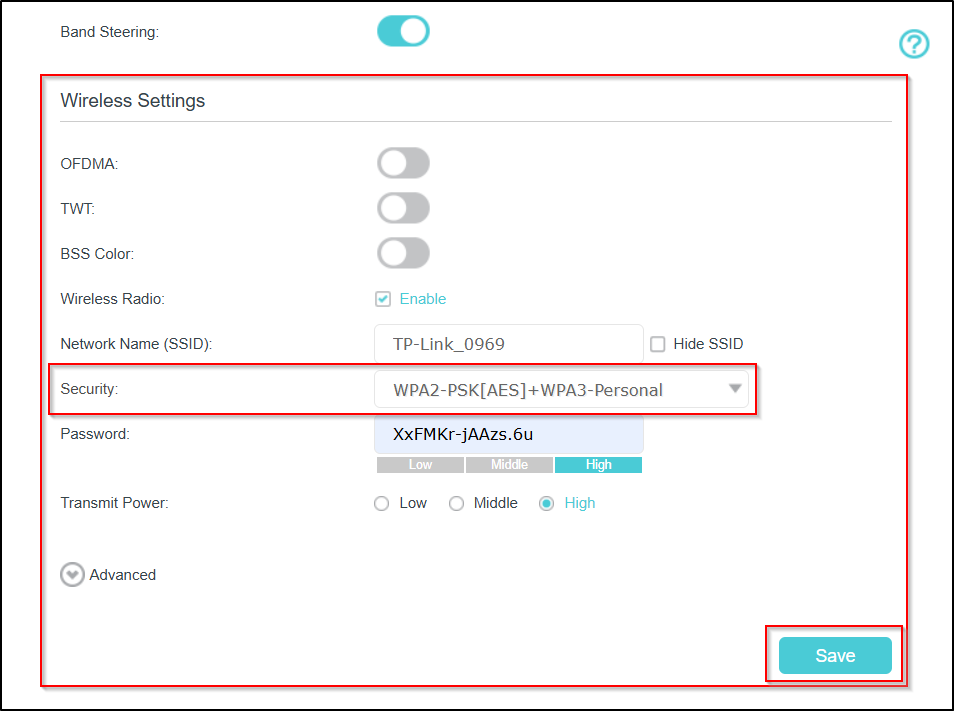 Band Steering:
?
Wireless Settings
OFDMA:
TWT:
BSS Color:
Wireless Radio: Enable
Network Name (SSID): TP-Link_0969 Hide SSID
Security: WPA2-PSK[AES]+WPA3-Personal
Password: XxFMKr-jAAzs.6u
Low Middle High
Transmit Power: Low Middle High
Advanced
Save